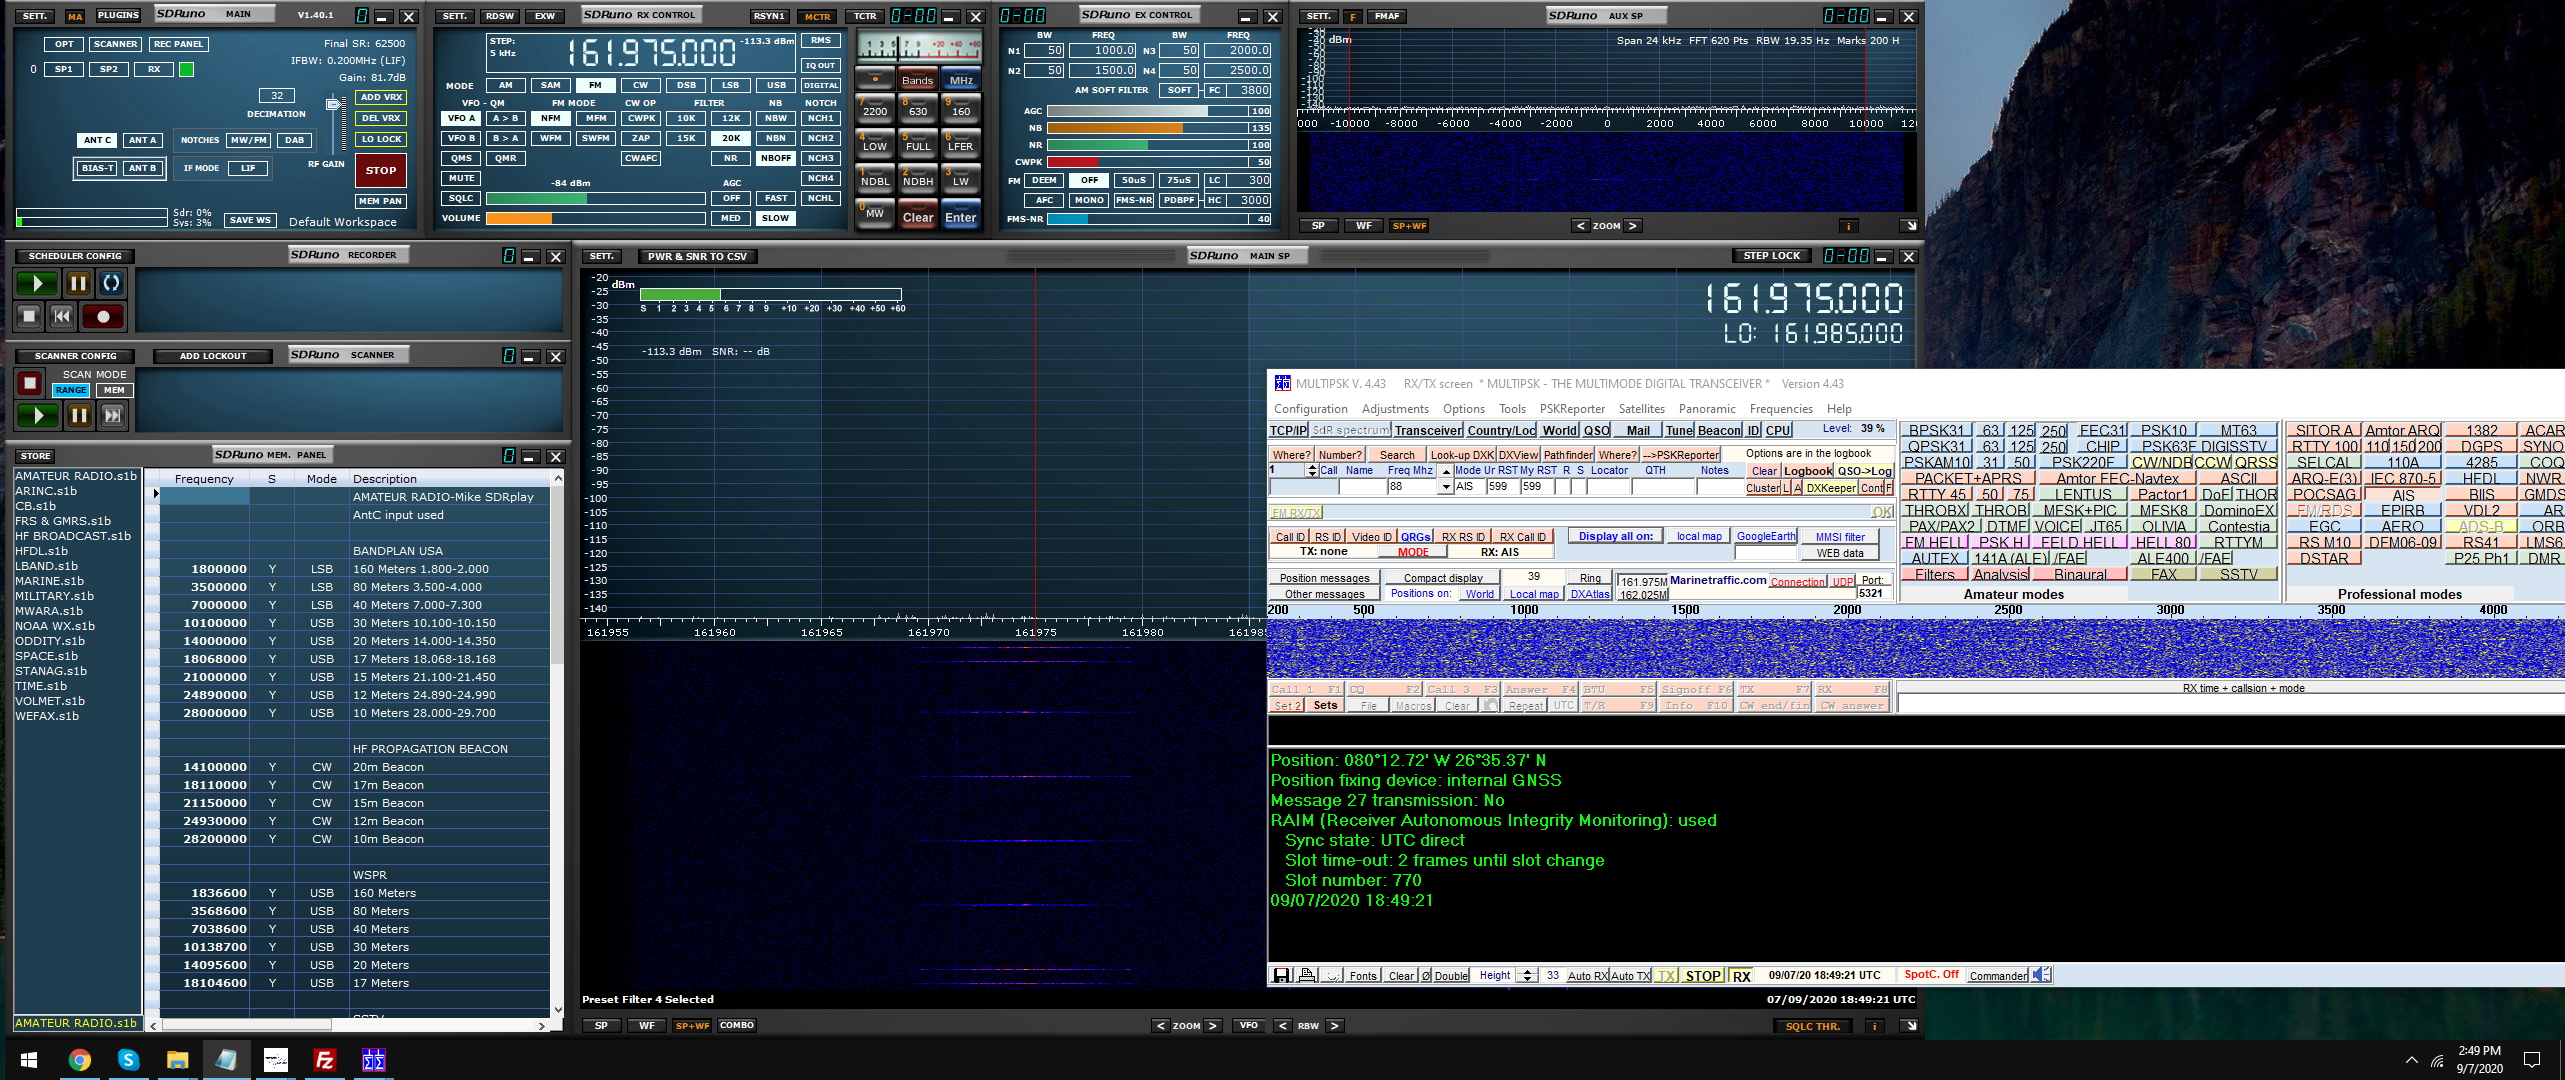 SETT. MA PLUGINS SDRuno MAIN V1.40.1
OPT SCANNER REC PANEL
Final SR: 62500
IFBW: 0.200MHz (LIF)
Gain: 81.7dB
0 SP1 SP2 RX
32
DECIMATION
ADD VRX
DEL VRX
LO LOCK
ANT C ANT A NOTCHES MW/FM DAB
BIAS-T ANT B IF MODE LIF
RF GAIN
STOP
MEM PAN
Sdr: 0%
Sys: 3%
SAVE WS Default Workspace
SETT. RDSW EXW SDRuno RX CONTROL RSYN1 MCTR TCTR 0-00
STEP:
5 kHz
161.975.000 -113.3 dBm RMS
IQ OUT
MODE AM SAM FM CW DSB LSB USB DIGITAL
VFO - QM FM MODE CW OP FILTER NB NOTCH
VFO A A > B NFM MFM CWPK 10K 12K NBW NCH1
VFO B B > A WFM SWFM ZAP 15K 20K NBN NCH2
QMS QMR CWAFC NR NBOFF NCH3
MUTE NCH4
-84 dBm AGC
SQLC OFF FAST NCHL
VOLUME MED SLOW
Bands MHz
7 2200 8 630 9 160
4 LOW 5 FULL 6 LFER
1 NDBL 2 NDBH 3 LW
0 MW Clear Enter
0-00 SDRuno EX CONTROL
BW FREQ BW FREQ
N1 50 1000.0 N3 50 2000.0
N2 50 1500.0 N4 50 2500.0
AM SOFT FILTER SOFT FC 3800
AGC 100
NB 135
NR 100
CWPK 50
FM DEEM OFF 50uS 75uS LC 300
AFC MONO FMS-NR PDBPF HC 3000
FMS-NR 40
SETT. F FMAF SDRuno AUX SP 0-00
dBm Span 24 kHz FFT 620 Pts RBW 19.35 Hz Marks 200 H
000 -10000 -8000 -6000 -4000 -2000 0 2000 4000 6000 8000 10000 12
SP WF SP+WF < ZOOM > i
SCHEDULER CONFIG SDRuno RECORDER
SCANNER CONFIG ADD LOCKOUT SDRuno SCANNER
SCAN MODE
RANGE MEM
STORE SDRuno MEM. PANEL
AMATEUR RADIO.s1b
ARINC.s1b
CB.s1b
FRS & GMRS.s1b
HF BROADCAST.s1b
HFDL.s1b
LBAND.s1b
MARINE.s1b
MILITARY.s1b
MWARA.s1b
NOAA WX.s1b
ODDITY.s1b
SPACE.s1b
STANAG.s1b
TIME.s1b
VOLMET.s1b
WEFAX.s1b
AMATEUR RADIO.s1b
Frequency S Mode Description
AMATEUR RADIO-Mike SDRplay
AntC input used
BANDPLAN USA
1800000 Y LSB 160 Meters 1.800-2.000
3500000 Y LSB 80 Meters 3.500-4.000
7000000 Y LSB 40 Meters 7.000-7.300
10100000 Y USB 30 Meters 10.100-10.150
14000000 Y USB 20 Meters 14.000-14.350
18068000 Y USB 17 Meters 18.068-18.168
21000000 Y USB 15 Meters 21.100-21.450
24890000 Y USB 12 Meters 24.890-24.990
28000000 Y USB 10 Meters 28.000-29.700
HF PROPAGATION BEACON
14100000 Y CW 20m Beacon
18110000 Y CW 17m Beacon
21150000 Y CW 15m Beacon
24930000 Y CW 12m Beacon
28200000 Y CW 10m Beacon
WSPR
1836600 Y USB 160 Meters
3568600 Y USB 80 Meters
7038600 Y USB 40 Meters
10138700 Y USB 30 Meters
14095600 Y USB 20 Meters
18104600 Y USB 17 Meters
SETT. PWR & SNR TO CSV SDRuno MAIN SP STEP LOCK 0-00
dBm
S 1 2 3 4 5 6 7 8 9 +10 +20 +30 +40 +50 +60
-113.3 dBm SNR: -- dB
161.975.000
LO: 161.985.000
-20
-25
-30
-35
-40
-45
-50
-55
-60
-65
-70
-75
-80
-85
-90
-95
-100
-105
-110
-115
-120
-125
-130
-135
-140
161955 161960 161965 161970 161975 161980 161985
Preset Filter 4 Selected
07/09/2020 18:49:21 UTC
SP WF SP+WF COMBO < ZOOM > VFO < RBW > SQLC THR. i
MULTIPSK V. 4.43 RX/TX screen * MULTIPSK - THE MULTIMODE DIGITAL TRANSCEIVER * Version 4.43
Configuration Adjustments Options Tools PSKReporter Satellites Panoramic Frequencies Help
TCP/IP SdR spectrum Transceiver Country/Loc World QSO Mail Tune Beacon ID CPU Level: 39 %
Where? Number? Search Look-up DXK DXView Pathfinder Where? -->PSKReporter Options are in the logbook
1 Call Name Freq Mhz Mode Ur RST My RST R S Locator QTH Notes Clear Logbook QSO->Log
88 AIS 599 599 Cluster L A DXKeeper Cont F
FM RX/TX OK
Call ID RS ID Video ID QRGs RX RS ID RX Call ID Display all on: local map GoogleEarth MMSI filter
TX: none MODE RX: AIS WEB data
Position messages Compact display 39 Ring 161.975M Marinetraffic.com Connection UDP Port:
Other messages Positions on: World Local map DXAtlas 162.025M 5321
BPSK31 63 125 250 EEC31 PSK10 MT63
QPSK31 63 125 250 CHIP PSK63F DIGISSTV
PSKAM10 31 50 PSK220F CW/NDB CCW QRSS
PACKET+APRS Amtor FEC-Navtex ASCII
RTTY 45 50 75 LENTUS Pactor1 DoF THOR
THROBX THROB MFSK+PIC MFSK8 DominoEX
PAX/PAX2 DTMF VOICE JT65 OLIVIA Contestia
FM HELL PSK H FELD HELL HELL 80 RTTYM
AUTEX 141A (ALE) /FAE ALE400 /FAE
Filters Analysis Binaural FAX SSTV
Amateur modes
SITOR A Amtor ARQ 1382 ACAR
RTTY 100 110 150 200 DGPS SYNO
SELCAL 110A 4285 COQ
ARQ-E(3) IEC 870-5 HFDL NWR
POCSAG AIS BIIS GMDS
FM/RDS EPIRB VDL2 AR
EGC AERO ADS-B ORB
RS M10 DFM06-09 RS41 LMS6
DSTAR P25 Ph1 DMR
Professional modes
200 500 1000 1500 2000 2500 3000 3500 4000
Call 1 F1 CQ F2 Call 3 F3 Answer F4 BTU F5 Signoff F6 TX F7 RX F8
Set 2 Sets File Macros Clear Repeat UTC T/R F9 Info F10 CW end/fin CW answer
RX time + callsign + mode
Position: 080°12.72' W 26°35.37' N
Position fixing device: internal GNSS
Message 27 transmission: No
RAIM (Receiver Autonomous Integrity Monitoring): used
Sync state: UTC direct
Slot time-out: 2 frames until slot change
Slot number: 770
09/07/2020 18:49:21
Fonts Clear Ø Double Height 33 Auto RX Auto TX TX STOP RX 09/07/20 18:49:21 UTC SpotC. Off Commander
2:49 PM
9/7/2020